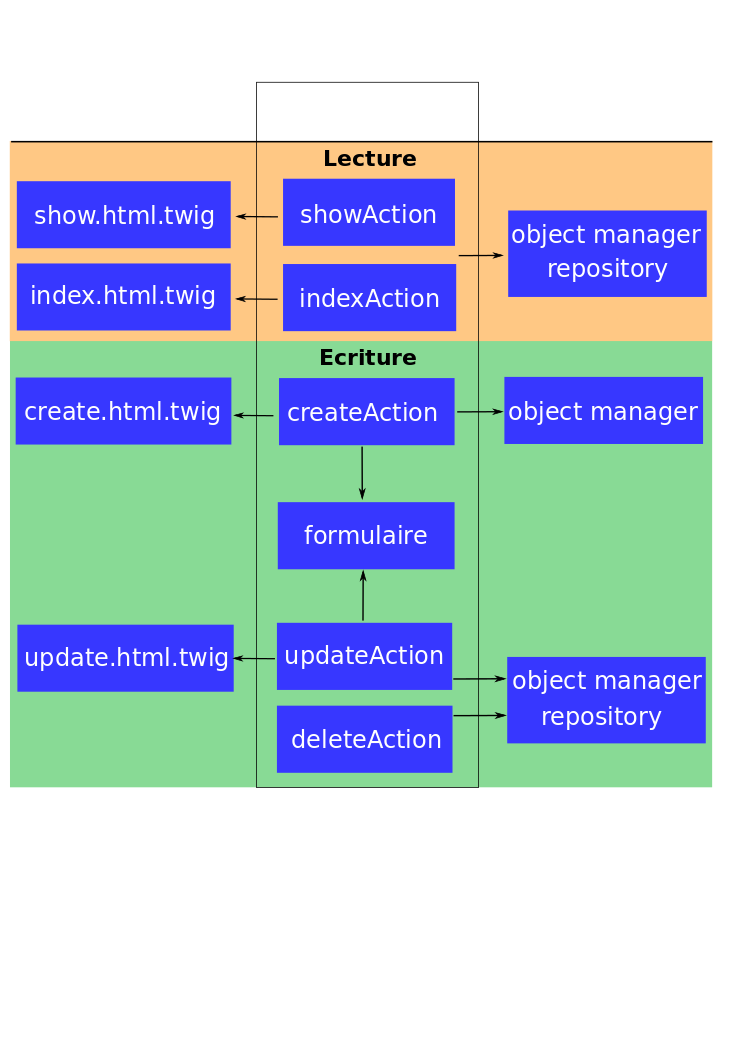 Lecture
show.html.twig
showAction
object manager
repository
index.html.twig
indexAction
Ecriture
create.html.twig
createAction
object manager
formulaire
update.html.twig
updateAction
object manager
repository
deleteAction